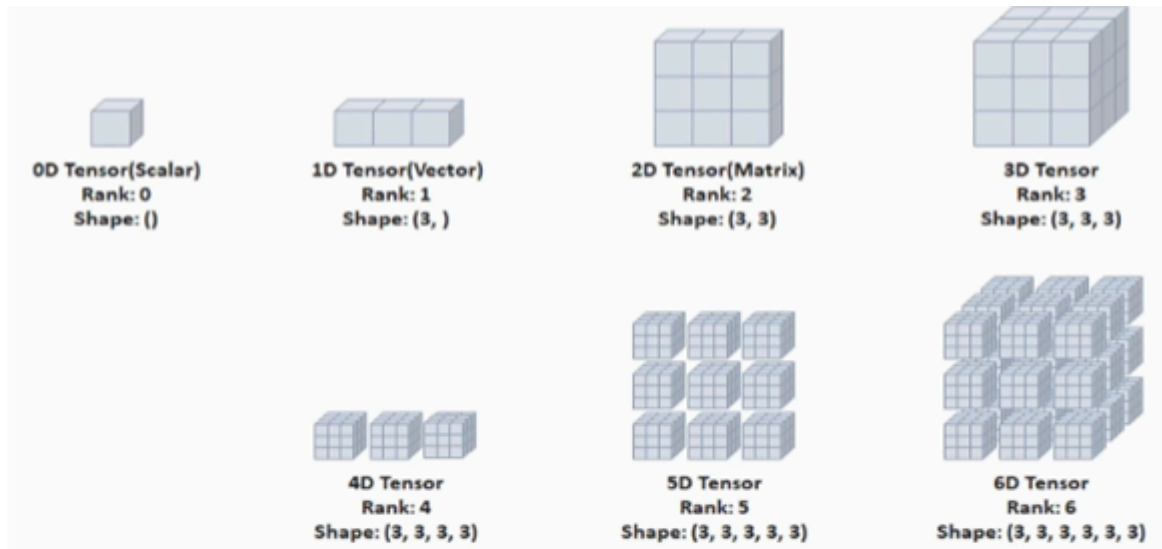 0D Tensor(Scalar)
Rank: 0
Shape: ()
1D Tensor(Vector)
Rank: 1
Shape: (3, )
2D Tensor(Matrix)
Rank: 2
Shape: (3, 3)
3D Tensor
Rank: 3
Shape: (3, 3, 3)
4D Tensor
Rank: 4
Shape: (3, 3, 3, 3)
5D Tensor
Rank: 5
Shape: (3, 3, 3, 3, 3)
6D Tensor
Rank: 6
Shape: (3, 3, 3, 3, 3, 3)